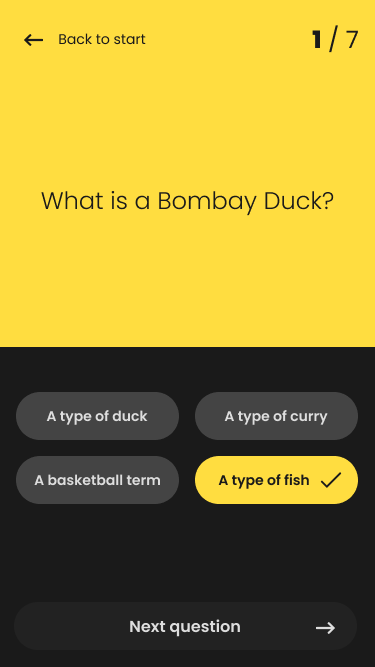 Back to start
1 / 7
What is a Bombay Duck?
A type of duck
A type of curry
A basketball term
A type of fish
Next question